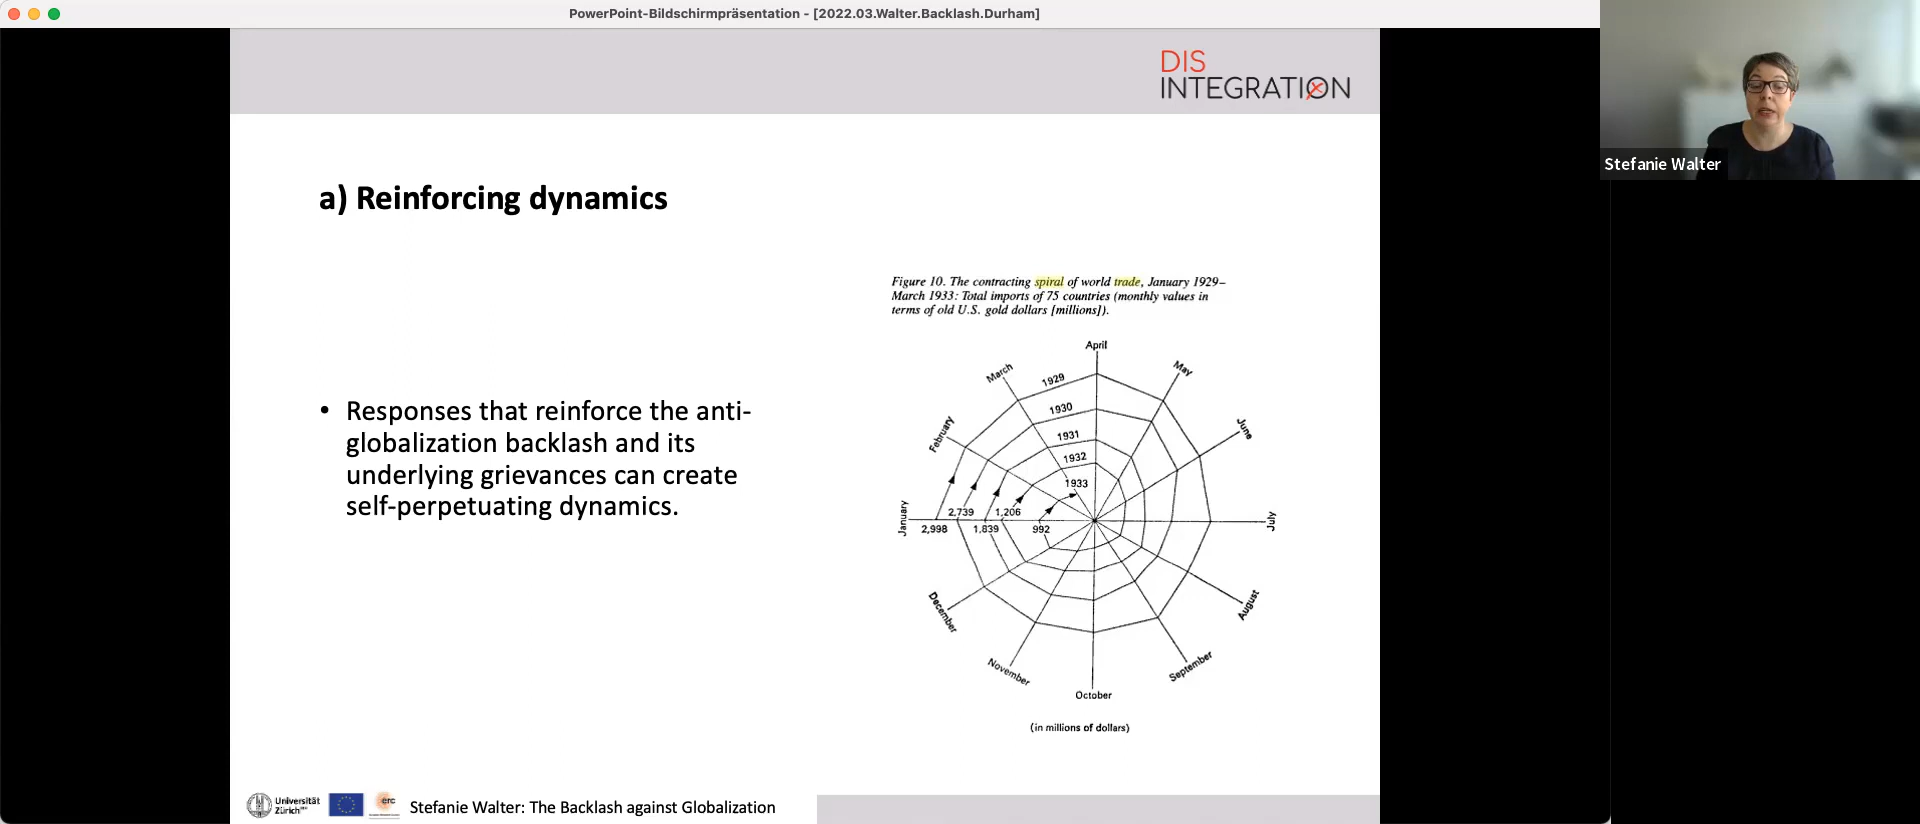 PowerPoint-Bildschirmpräsentation - [2022.03.Walter.Backlash.Durham]
DIS
INTEGRATION
Stefanie Walter
a) Reinforcing dynamics
Figure 10. The contracting spiral of world trade, January 1929–
March 1933: Total imports of 75 countries (monthly values in
terms of old U.S. gold dollars [millions]).
• Responses that reinforce the anti-
globalization backlash and its
underlying grievances can create
self-perpetuating dynamics.
April
March
May
1929
1930
February
June
1931
1932
1933
January
2,739
1,206
July
2,998
1,839
992
December
August
November
September
October
(in millions of dollars)
Universität
Zürich
erc
Stefanie Walter: The Backlash against Globalization